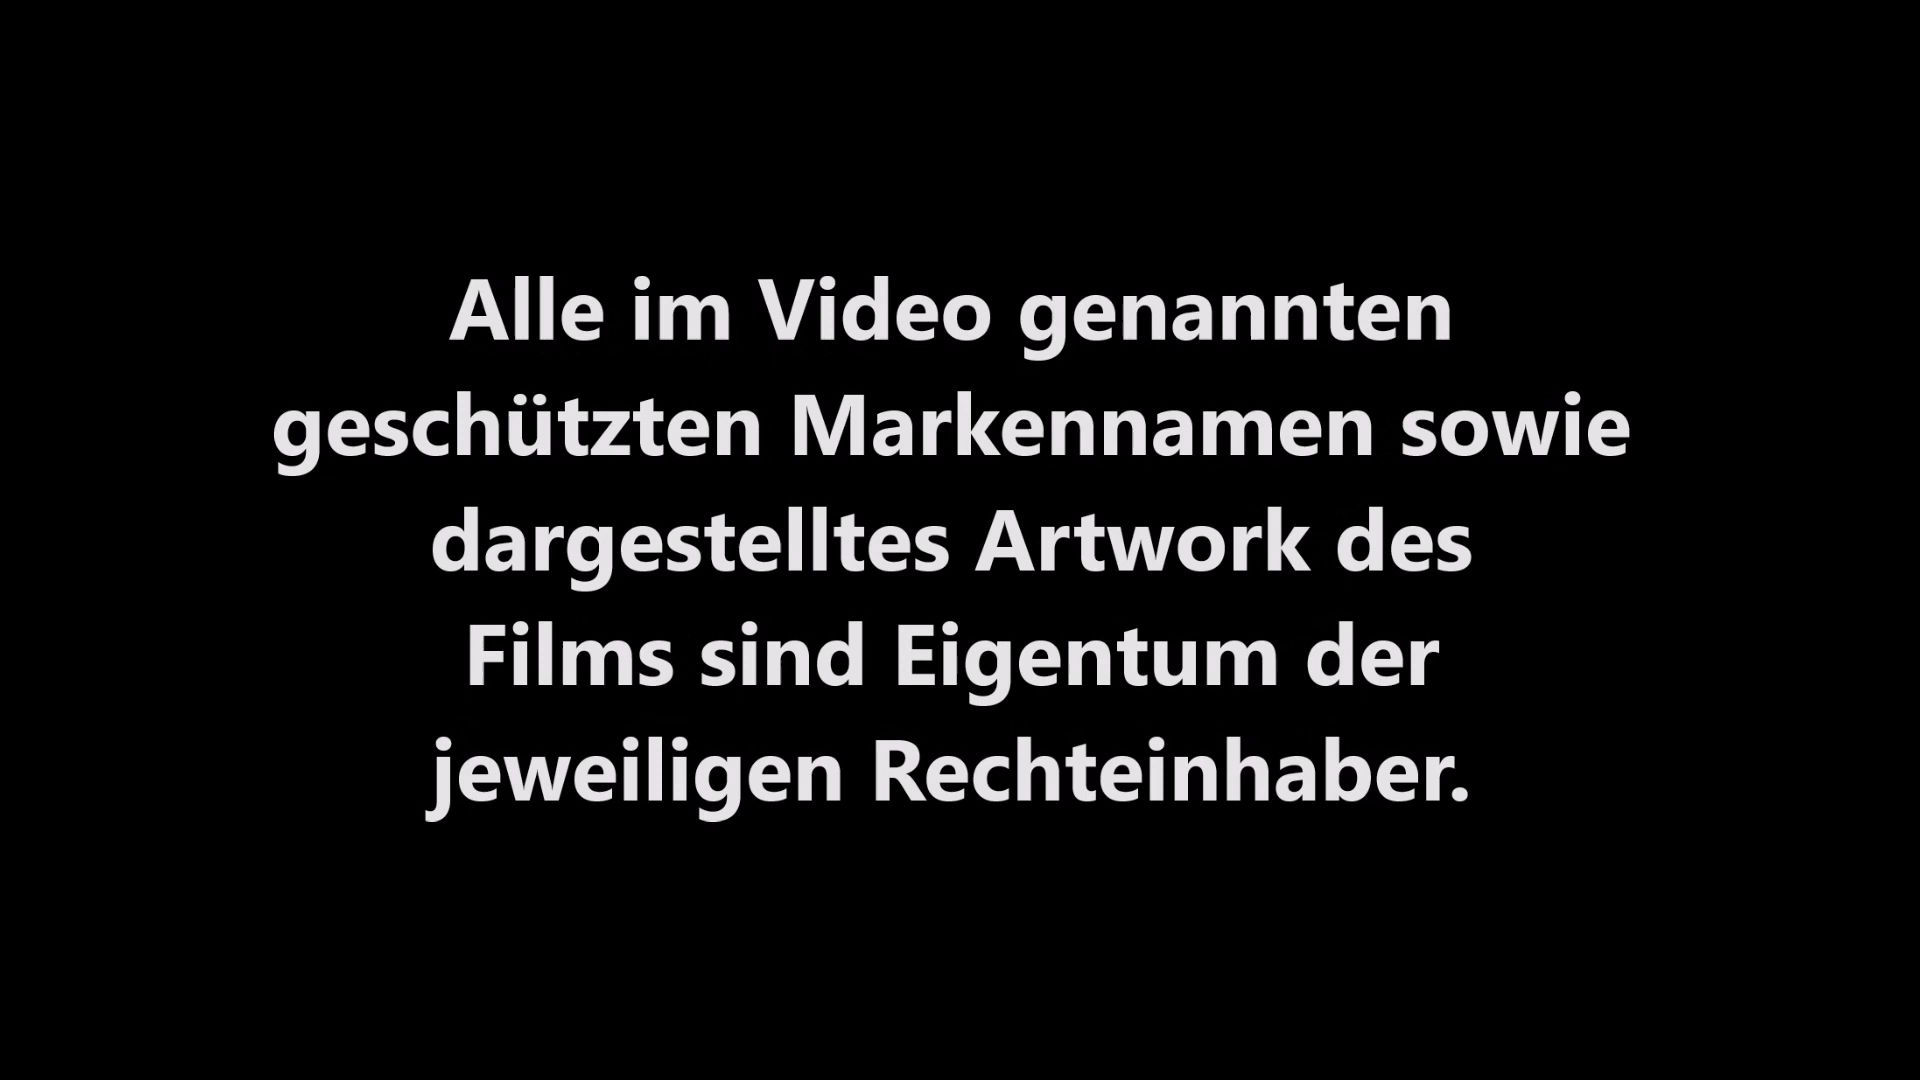 Alle im Video genannten
geschützten Markennamen sowie
dargestelltes Artwork des
Films sind Eigentum der
jeweiligen Rechteinhaber.